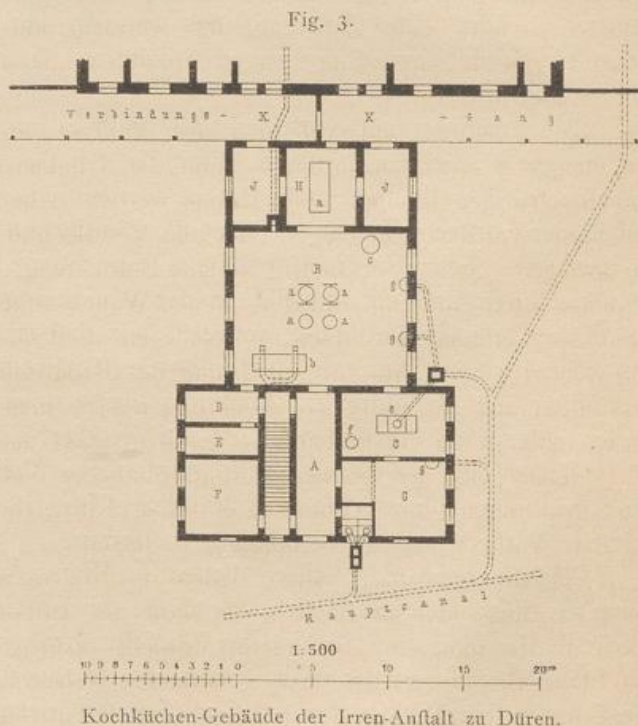 Fig. 3.
Verbindungs- K K -gang
J H J
a
B c
g
g
b
D e
E f C
A g
F G
Hauptcanal
1:500
10 9 8 7 6 5 4 3 2 1 0 5 10 15 20m
Kochküchen-Gebäude der Irren-Anſtalt zu Düren.